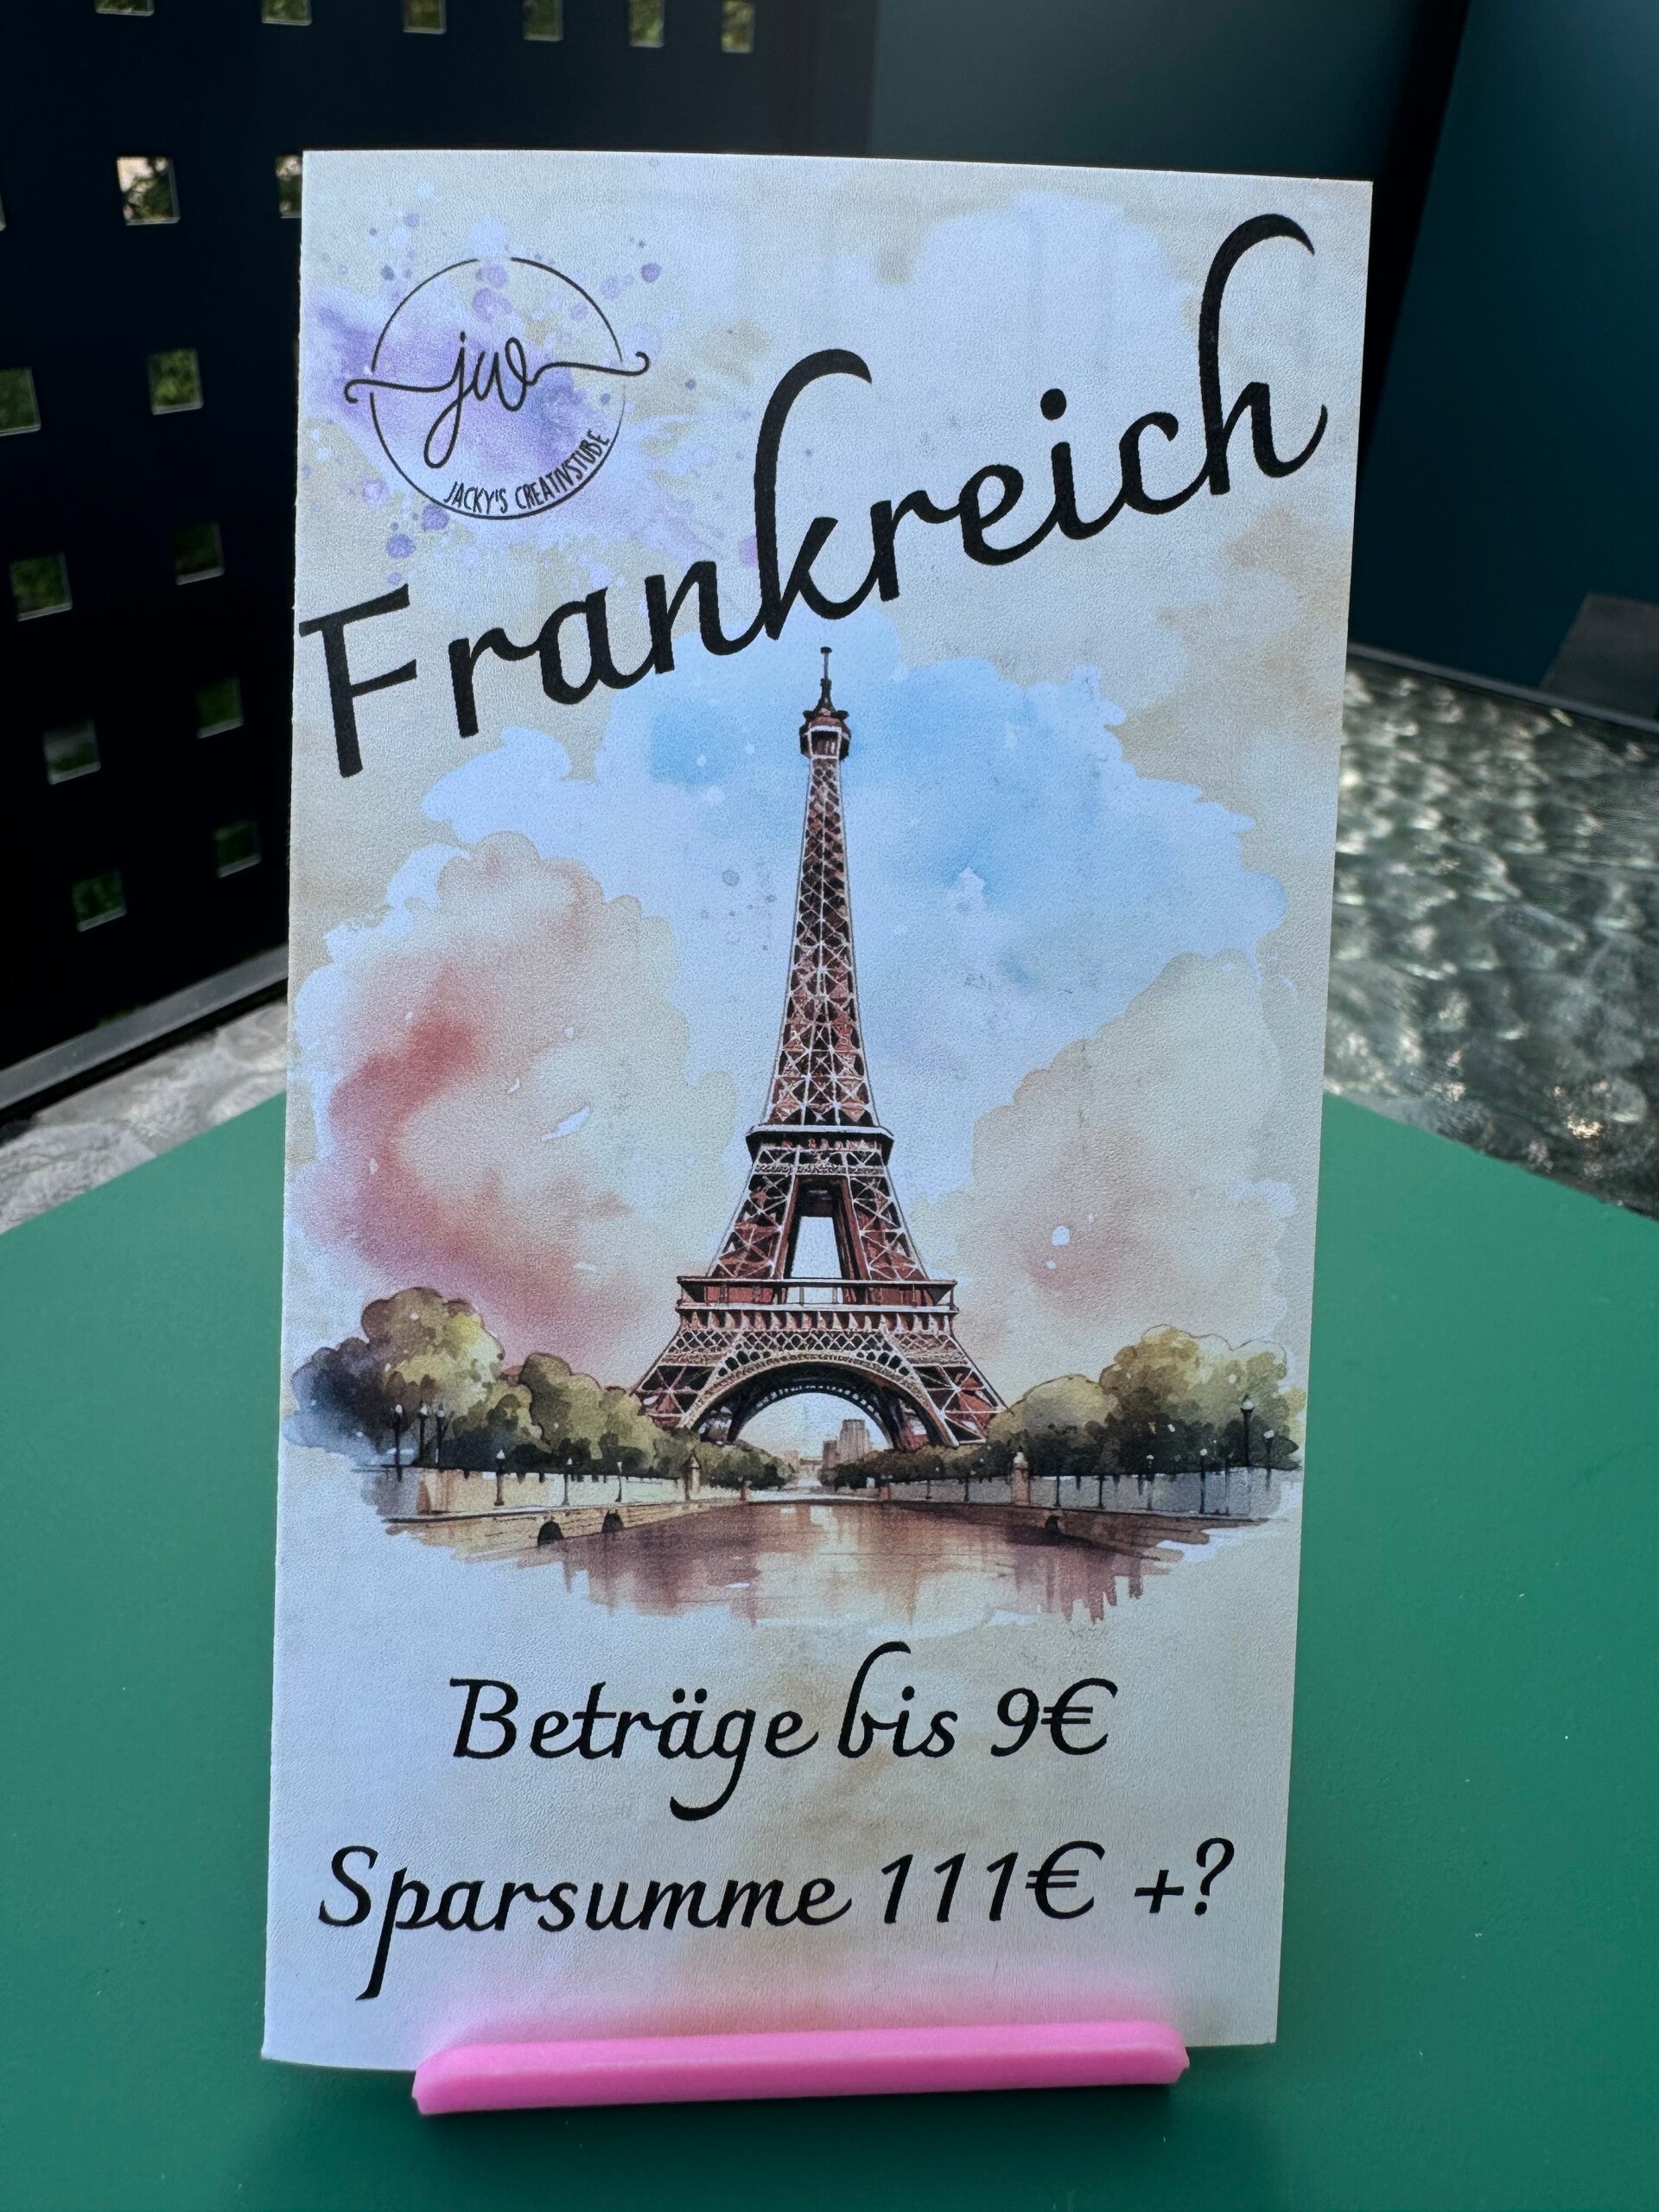 jw
JACKY'S CREATIVSTUBE
Frankreich
Beträge bis 9€
Sparsumme 111€ +?